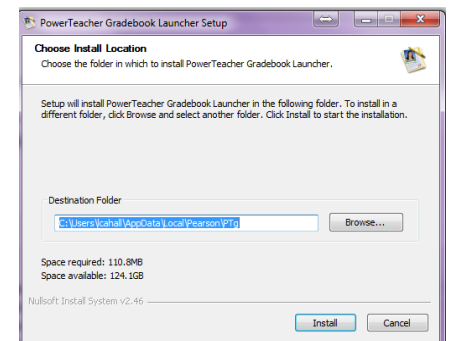 PowerTeacher Gradebook Launcher Setup
Choose Install Location
Choose the folder in which to install PowerTeacher Gradebook Launcher.
Setup will install PowerTeacher Gradebook Launcher in the following folder. To install in a
different folder, click Browse and select another folder. Click Install to start the installation.
Destination Folder
C:\Users\lcahall\AppData\Local\Pearson\PTg
Browse...
Space required: 110.8MB
Space available: 124.1GB
Nullsoft Install System v2.46
Install
Cancel